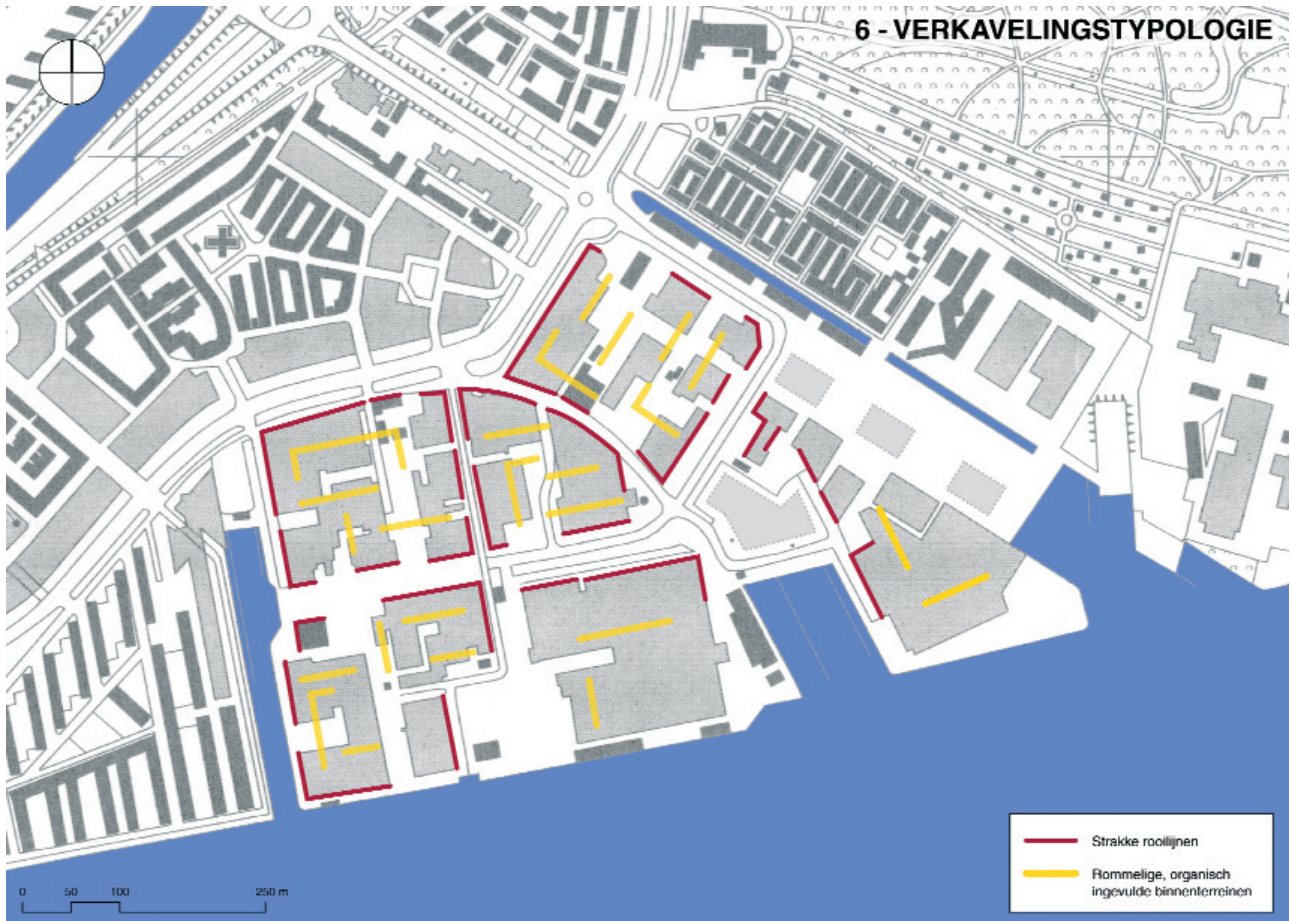 6 - VERKAVELINGSTYPOLOGIE
Strakke rooilijnen
Rommelige, organisch
ingevulde binnenterreinen
0 50 100 250 m